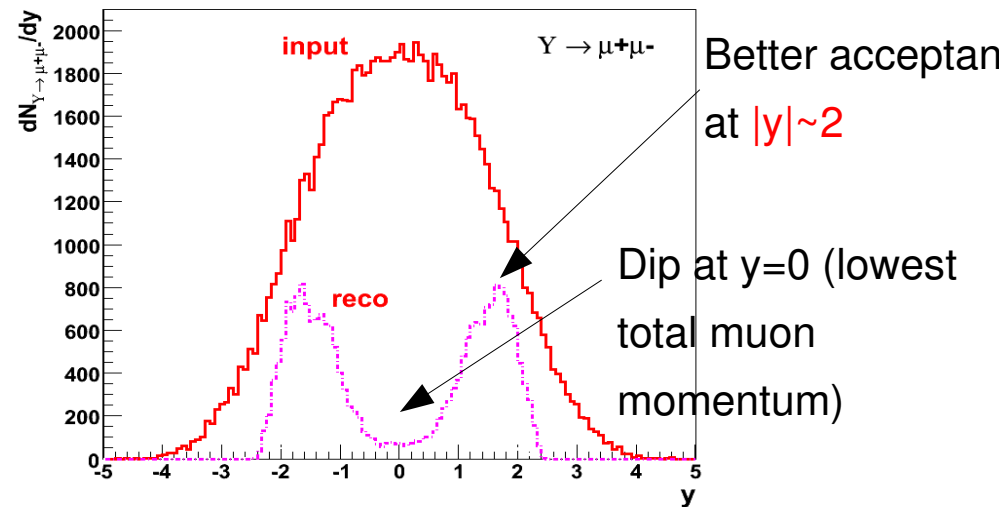 dN Υ→μ+μ- /dy
2000
1800
1600
1400
1200
1000
800
600
400
200
0
input
Υ → μ+μ-
reco
Better acceptan
at |y|~2
Dip at y=0 (lowest
total muon
momentum)
-5 -4 -3 -2 -1 0 1 2 3 4 5
y